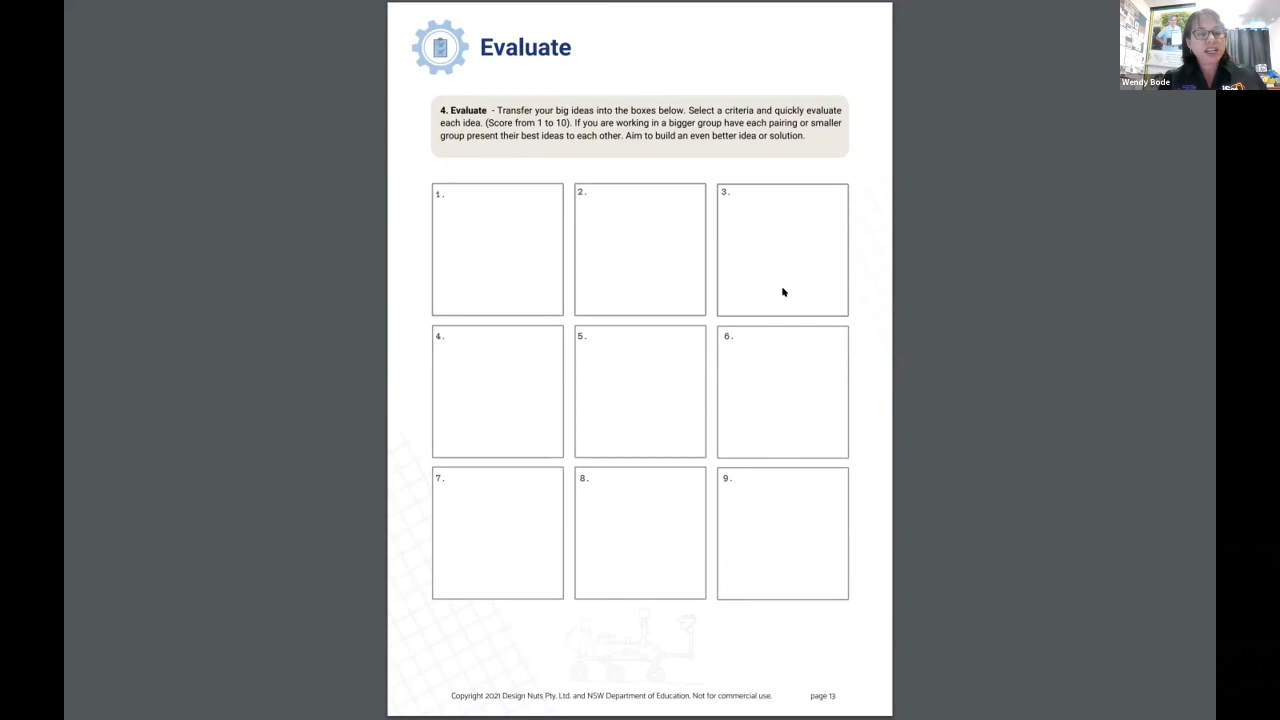 Evaluate
4. Evaluate - Transfer your big ideas into the boxes below. Select a criteria and quickly evaluate
each idea. (Score from 1 to 10). If you are working in a bigger group have each pairing or smaller
group present their best ideas to each other. Aim to build an even better idea or solution.
1.
2.
3.
4.
5.
6.
7.
8.
9.
Copyright 2021 Design Nuts Pty. Ltd. and NSW Department of Education. Not for commercial use.
page 13
Wendy Bode